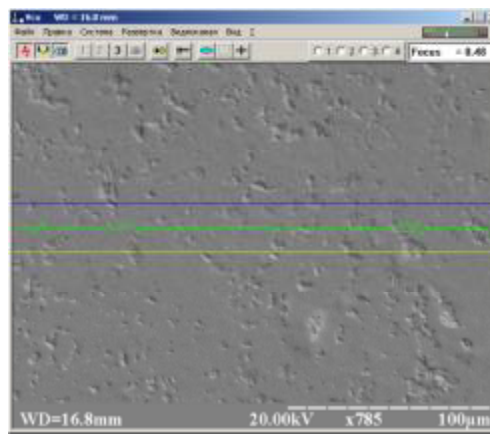 WD = 16.8 mm
Файл Правка Система Развертка Видеоканал Вид Σ
3 1 2 3 4 Focus = 8.46
WD=16.8mm 20.00kV x785 100µm